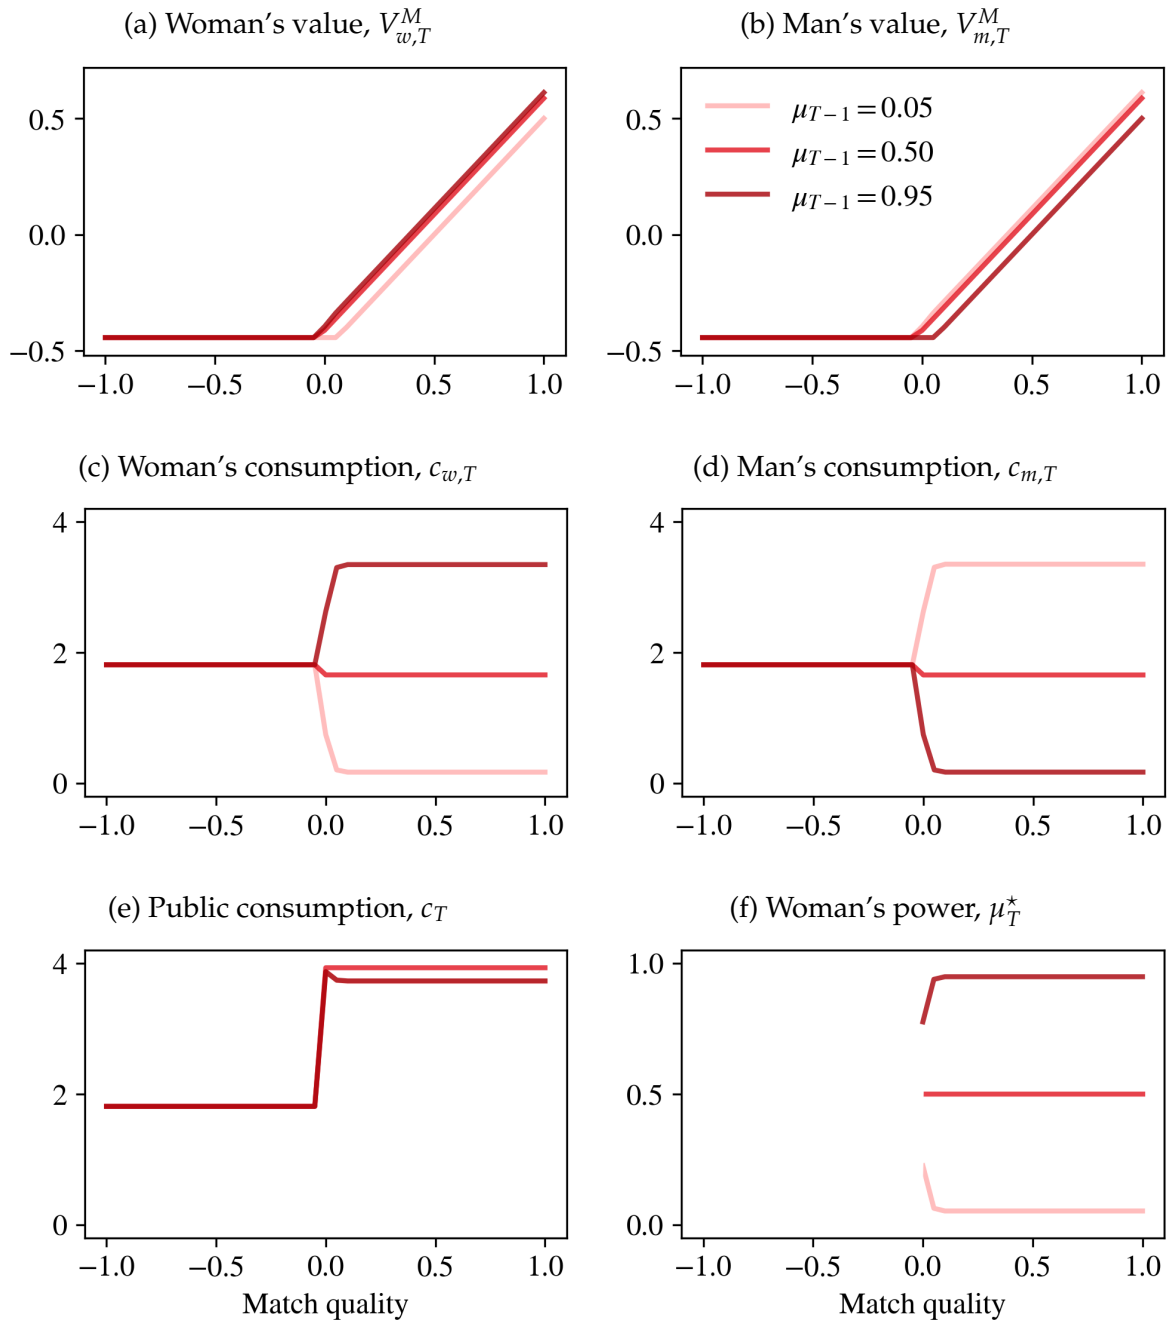 (a) Woman’s value, $V_{w,T}^{M}$
(b) Man’s value, $V_{m,T}^{M}$
0.5
0.0
−0.5
−1.0 −0.5 0.0 0.5 1.0
μ_{T−1} = 0.05
μ_{T−1} = 0.50
μ_{T−1} = 0.95
0.5
0.0
−0.5
−1.0 −0.5 0.0 0.5 1.0
(c) Woman’s consumption, $c_{w,T}$
(d) Man’s consumption, $c_{m,T}$
4
2
0
−1.0 −0.5 0.0 0.5 1.0
4
2
0
−1.0 −0.5 0.0 0.5 1.0
(e) Public consumption, $c_T$
(f) Woman’s power, $μ_T^⋆$
4
2
0
−1.0 −0.5 0.0 0.5 1.0
Match quality
1.0
0.5
0.0
−1.0 −0.5 0.0 0.5 1.0
Match quality